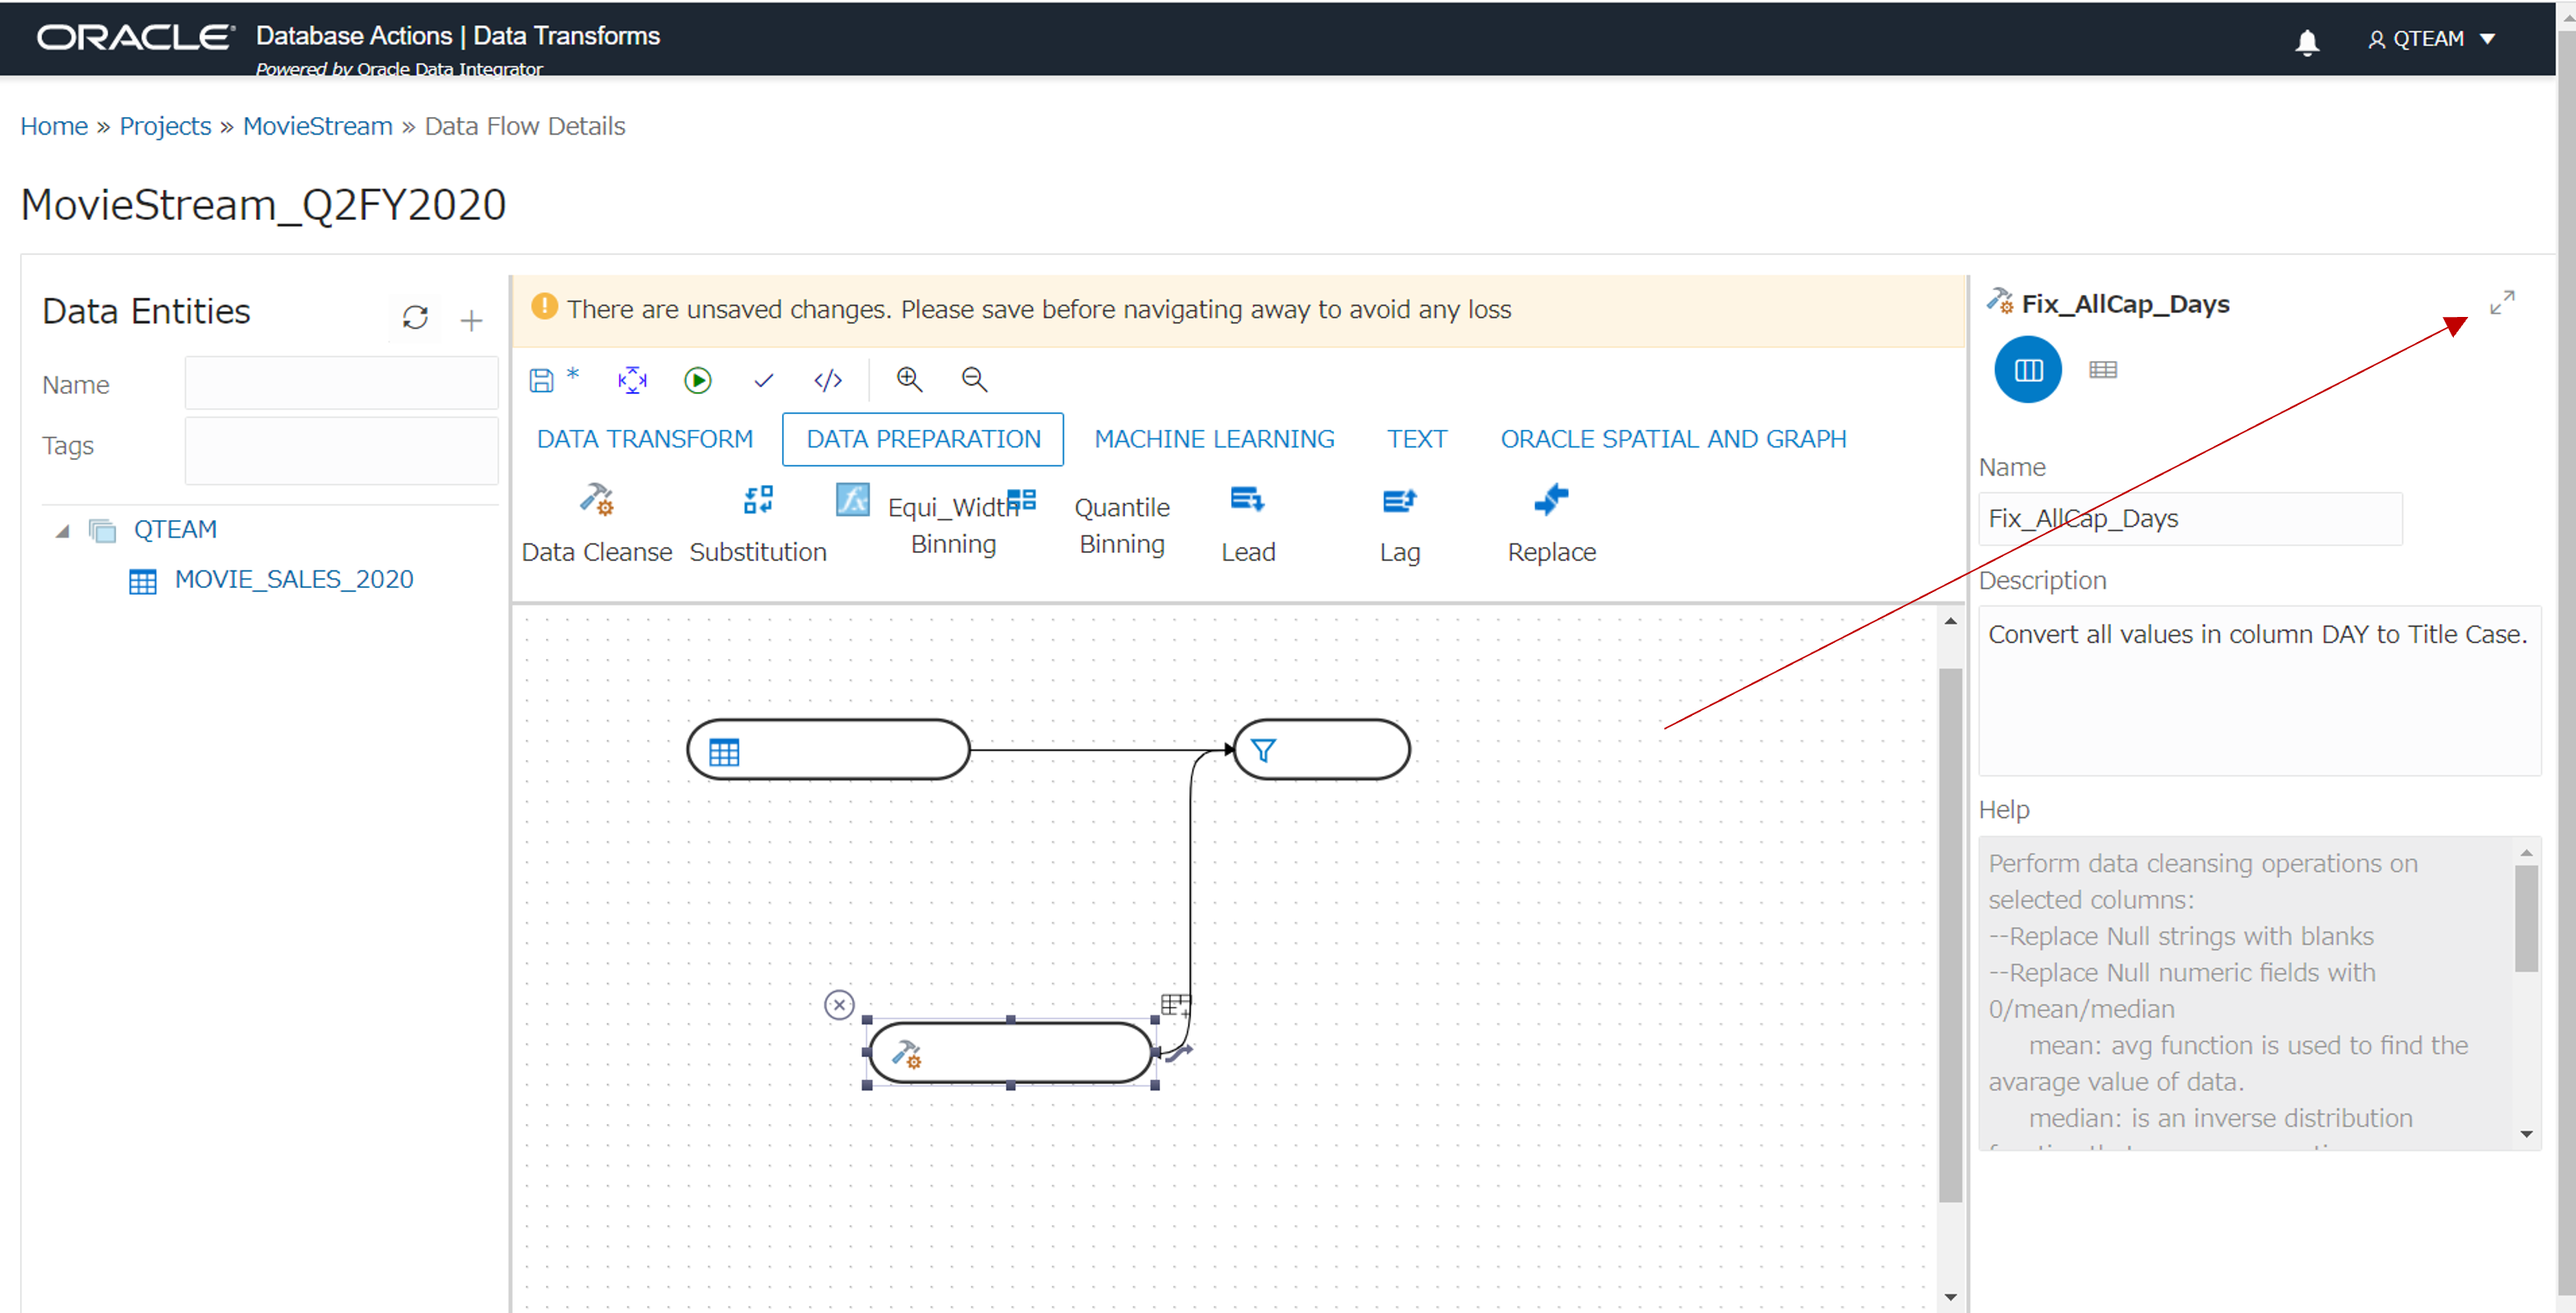 ORACLE Database Actions | Data Transforms
Powered by Oracle Data Integrator
QTEAM
Home » Projects » MovieStream » Data Flow Details
MovieStream_Q2FY2020
Data Entities
Name
Tags
QTEAM
MOVIE_SALES_2020
There are unsaved changes. Please save before navigating away to avoid any loss
*
DATA TRANSFORM DATA PREPARATION MACHINE LEARNING TEXT ORACLE SPATIAL AND GRAPH
Data Cleanse
Substitution
Equi_Width
Binning
Quantile
Binning
Lead
Lag
Replace
Fix_AllCap_Days
Name
Fix_AllCap_Days
Description
Convert all values in column DAY to Title Case.
Help
Perform data cleansing operations on
selected columns:
--Replace Null strings with blanks
--Replace Null numeric fields with
0/mean/median
mean: avg function is used to find the
avarage value of data.
median: is an inverse distribution